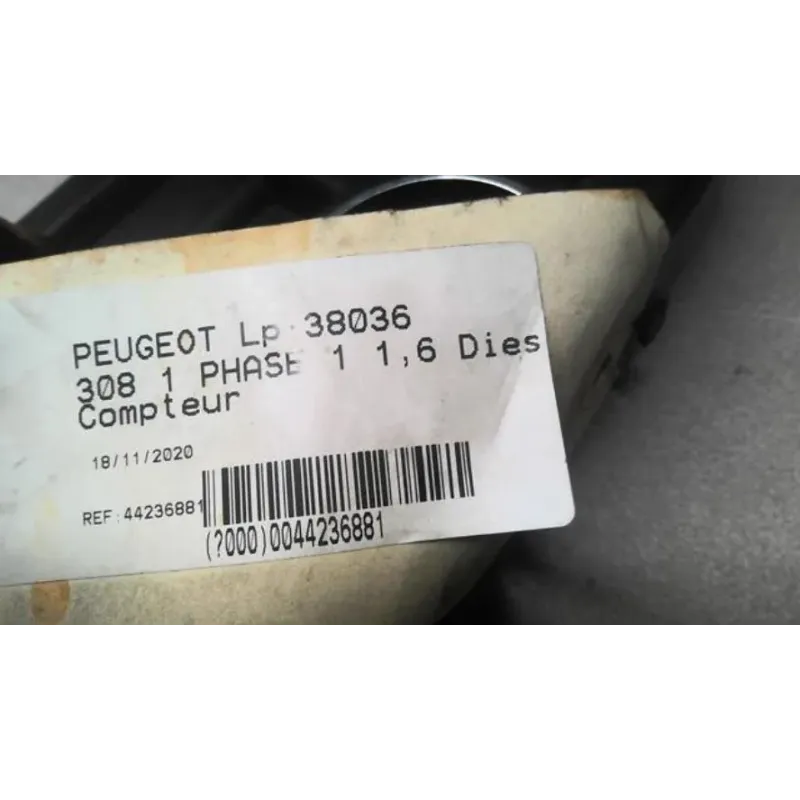 PEUGEOT Lp 38036
308 1 PHASE 1 1,6 Dies
Compteur
18/11/2020
REF:44236881
(?000)0044236881